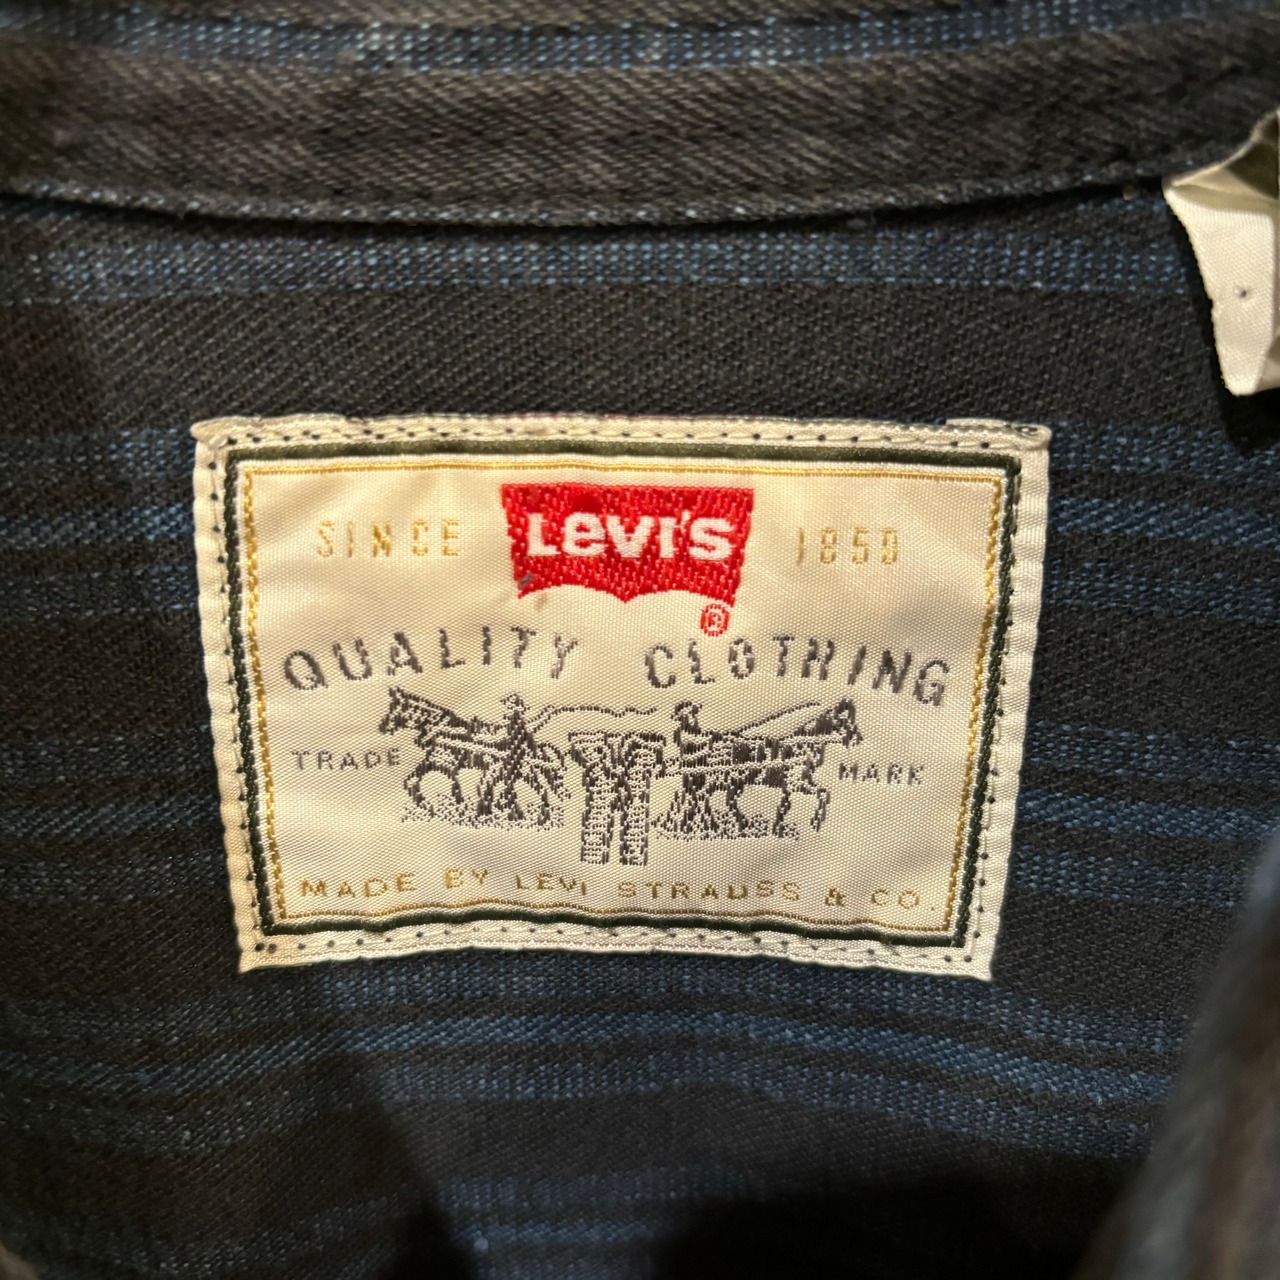 SINCE LEVI'S 1850
®
QUALITY CLOTHING
TRADE MARK
MADE BY LEVI STRAUSS & CO.